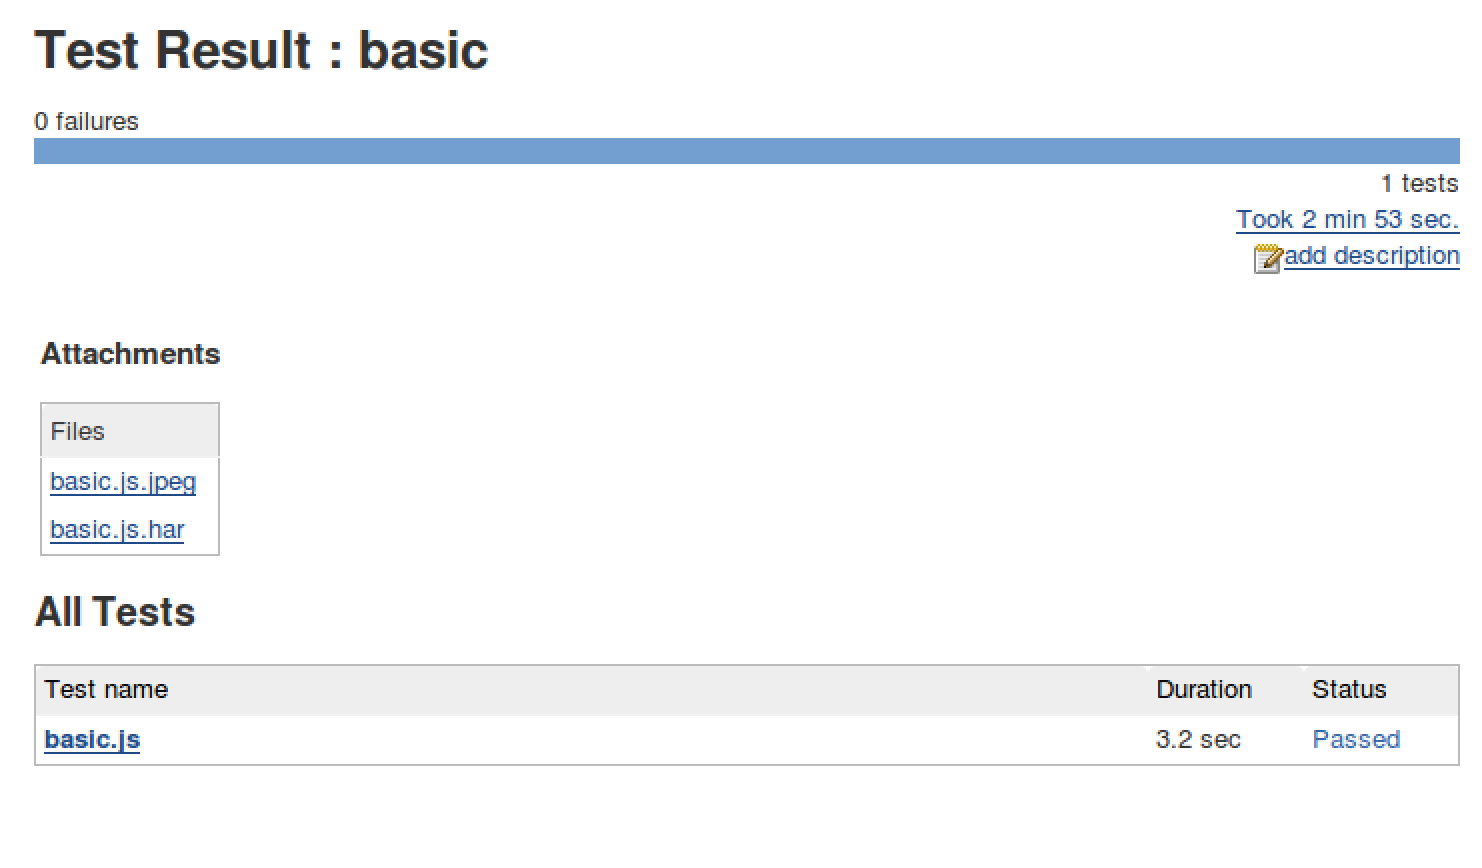 Test Result : basic
0 failures
1 tests
Took 2 min 53 sec.
add description
Attachments
Files
basic.js.jpeg
basic.js.har
All Tests
Test name Duration Status
basic.js 3.2 sec Passed